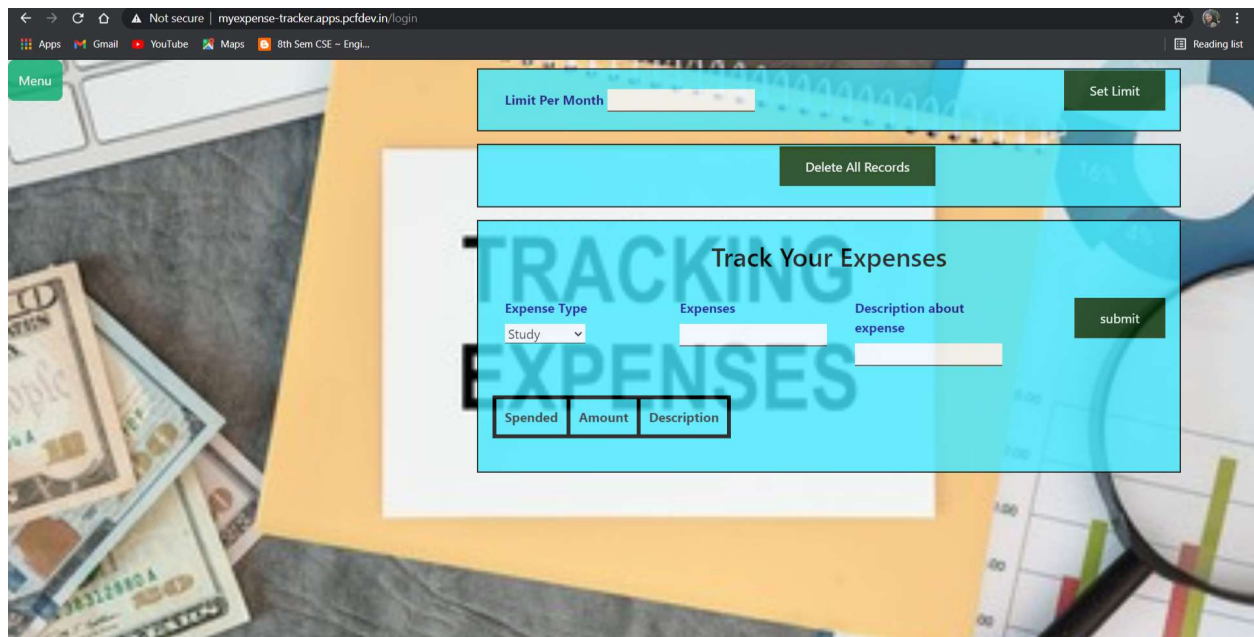 Not secure | myexpense-tracker.apps.pcfdev.in/login
Apps Gmail YouTube Maps 8th Sem CSE ~ Engi... Reading list
Menu
Limit Per Month
Set Limit
Delete All Records
TRACKING
EXPENSES
Track Your Expenses
Expense Type Expenses Description about
expense
submit
Study
Spended Amount Description
16%
4%